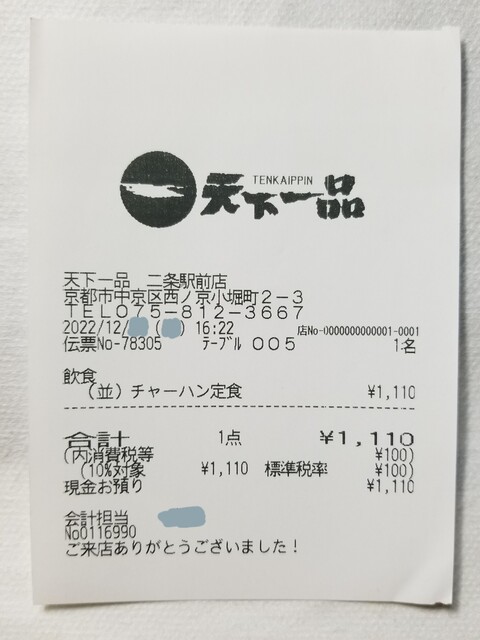 TENKAIPPIN
天下一品
天下一品 二条駅前店
京都市中京区西ノ京小堀町2-3
TEL075-812-3667
2022/12/ ( ) 16:22 店No-000000000001-0001
伝票No-78305 テーブル 005 1名
飲食
(並)チャーハン定食 ¥1,110
合計 1点 ¥1,110
(内消費税等 ¥100)
(10%対象 ¥1,110 標準税率 ¥100)
現金お預り ¥1,110
会計担当
No0116990
ご来店ありがとうございました!